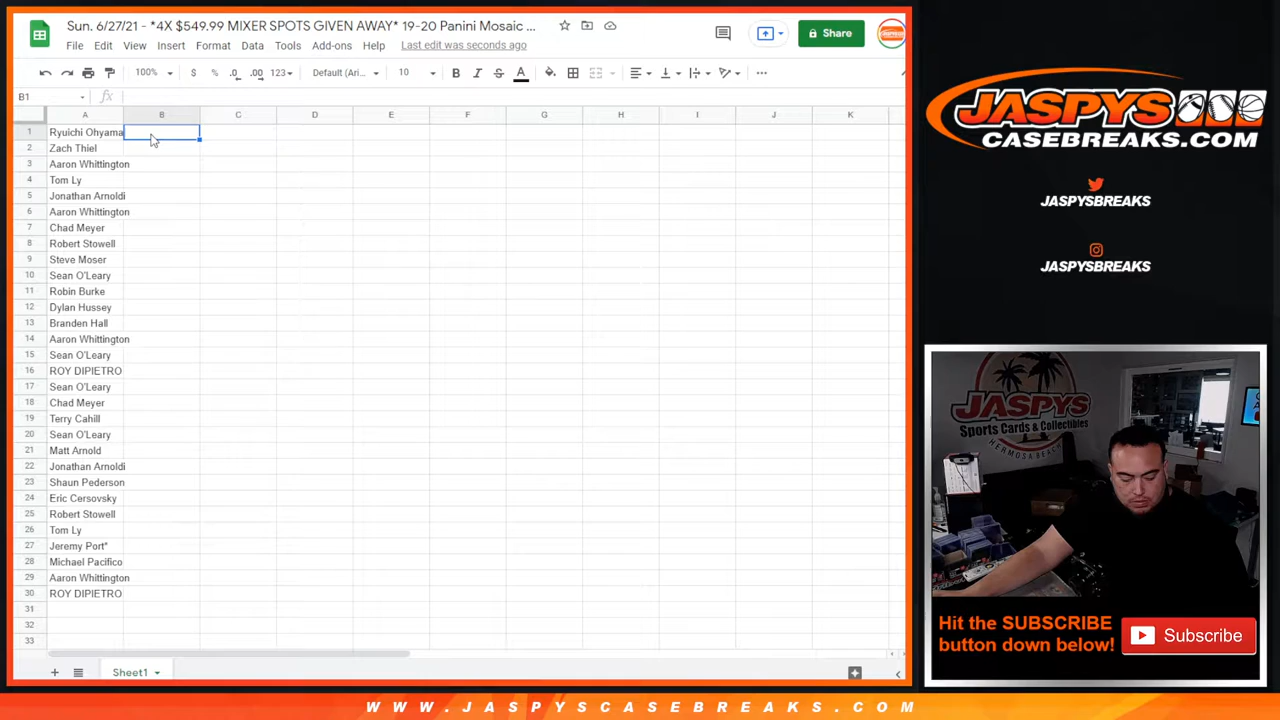 Sun. 6/27/21 - *4X $549.99 MIXER SPOTS GIVEN AWAY* 19-20 Panini Mosaic ...
File Edit View Insert Format Data Tools Add-ons Help Last edit was seconds ago
Share
100% $ % .0 .00 123 Default (Ari... 10 B I S A
B1 fx
A B C D E F G H I J K
1 Ryuichi Ohyama
2 Zach Thiel
3 Aaron Whittington
4 Tom Ly
5 Jonathan Arnoldi
6 Aaron Whittington
7 Chad Meyer
8 Robert Stowell
9 Steve Moser
10 Sean O'Leary
11 Robin Burke
12 Dylan Hussey
13 Branden Hall
14 Aaron Whittington
15 Sean O'Leary
16 ROY DIPIETRO
17 Sean O'Leary
18 Chad Meyer
19 Terry Cahill
20 Sean O'Leary
21 Matt Arnold
22 Jonathan Arnoldi
23 Shaun Pederson
24 Eric Cersovsky
25 Robert Stowell
26 Tom Ly
27 Jeremy Port*
28 Michael Pacifico
29 Aaron Whittington
30 ROY DIPIETRO
31
32
33
Sheet1
JASPYS
CASEBREAKS.COM
JASPYSBREAKS
JASPYSBREAKS
JASPYS
Sports Cards & Collectibles
HERMOSA BEACH
Hit the SUBSCRIBE
button down below!
Subscribe
WWW.JASPYSCASEBREAKS.COM